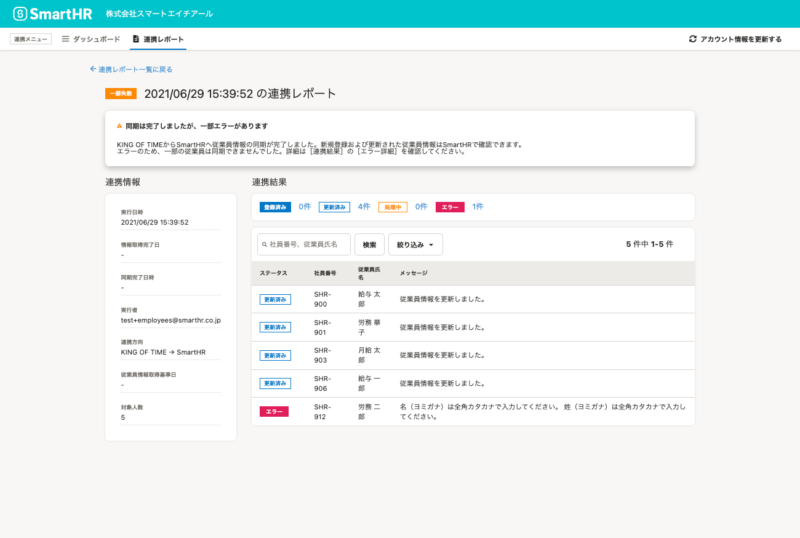 SmartHR 株式会社スマートエイチアール
連携メニュー ダッシュボード 連携レポート アカウント情報を更新する
連携レポート一覧に戻る
一部失敗 2021/06/29 15:39:52 の連携レポート
同期は完了しましたが、一部エラーがあります
KING OF TIMEからSmartHRへ従業員情報の同期が完了しました。新規登録および更新された従業員情報はSmartHRで確認できます。
エラーのため、一部の従業員は同期できませんでした。詳細は［連携結果］の［エラー詳細］を確認してください。
連携情報
実行日時
2021/06/29 15:39:52
情報取得完了日
-
同期完了日時
-
実行者
test+employees@smarthr.co.jp
連携方向
KING OF TIME → SmartHR
従業員情報取得基準日
-
対象人数
5
連携結果
登録済み 0件 更新済み 4件 処理中 0件 エラー 1件
社員番号、従業員氏名 検索 絞り込み 5 件中 1-5 件
ステータス 社員番号 従業員氏名 メッセージ
更新済み SHR-900 給与 太郎 従業員情報を更新しました。
更新済み SHR-901 労務 華子 従業員情報を更新しました。
更新済み SHR-903 月給 太郎 従業員情報を更新しました。
更新済み SHR-906 給与 一郎 従業員情報を更新しました。
エラー SHR-912 労務 二郎 名（ヨミガナ）は全角カタカナで入力してください。 姓（ヨミガナ）は全角カタカナで入力してください。